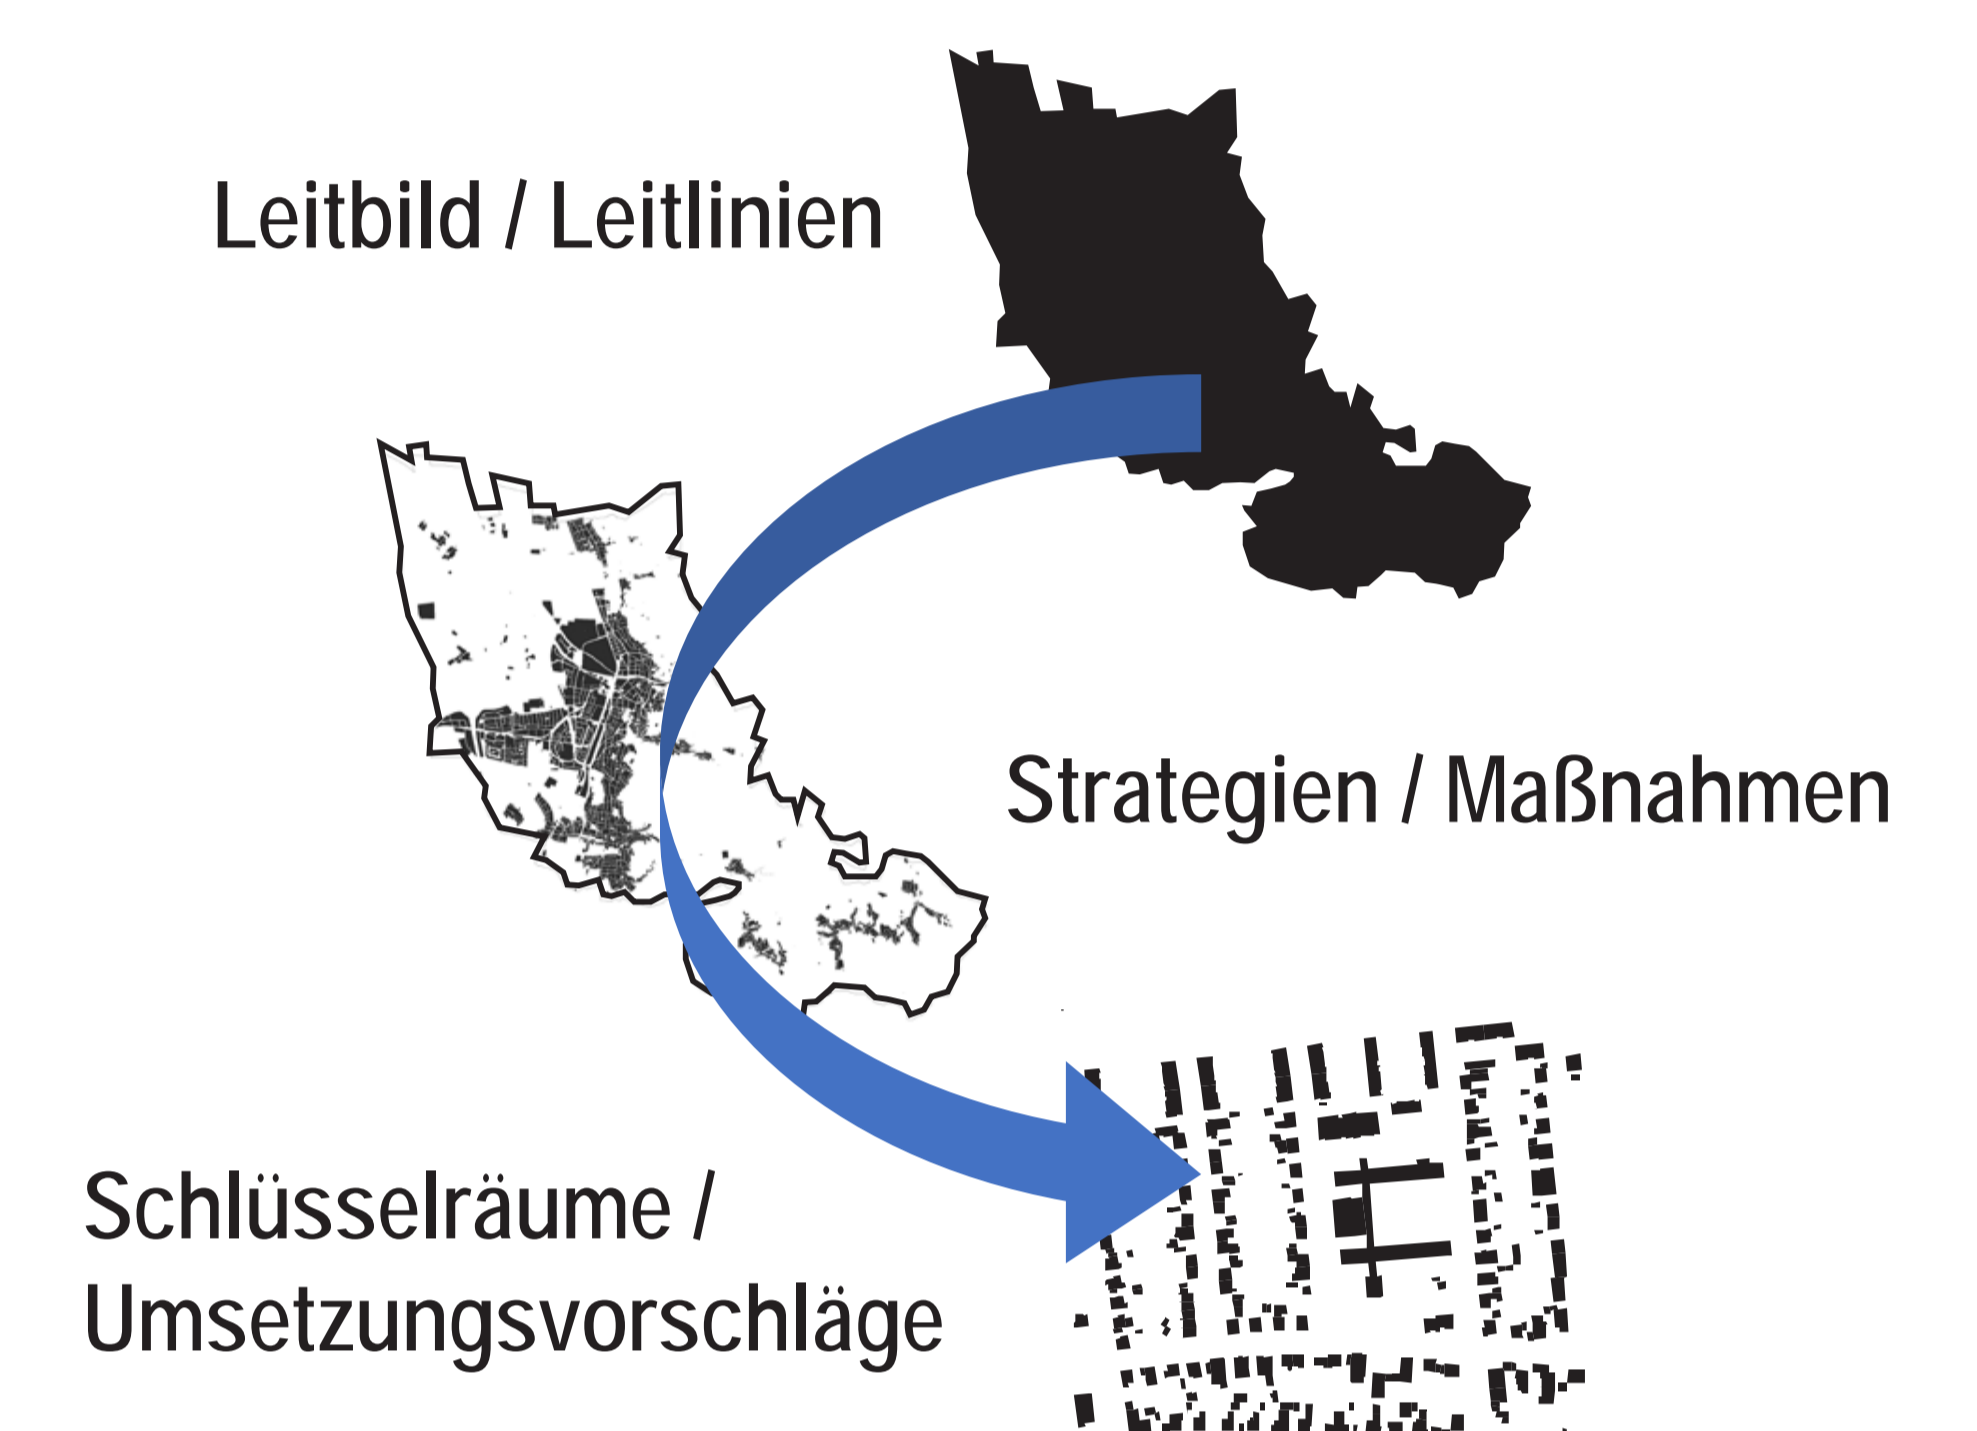 Leitbild / Leitlinien
Strategien / Maßnahmen
Schlüsselräume /
Umsetzungsvorschläge